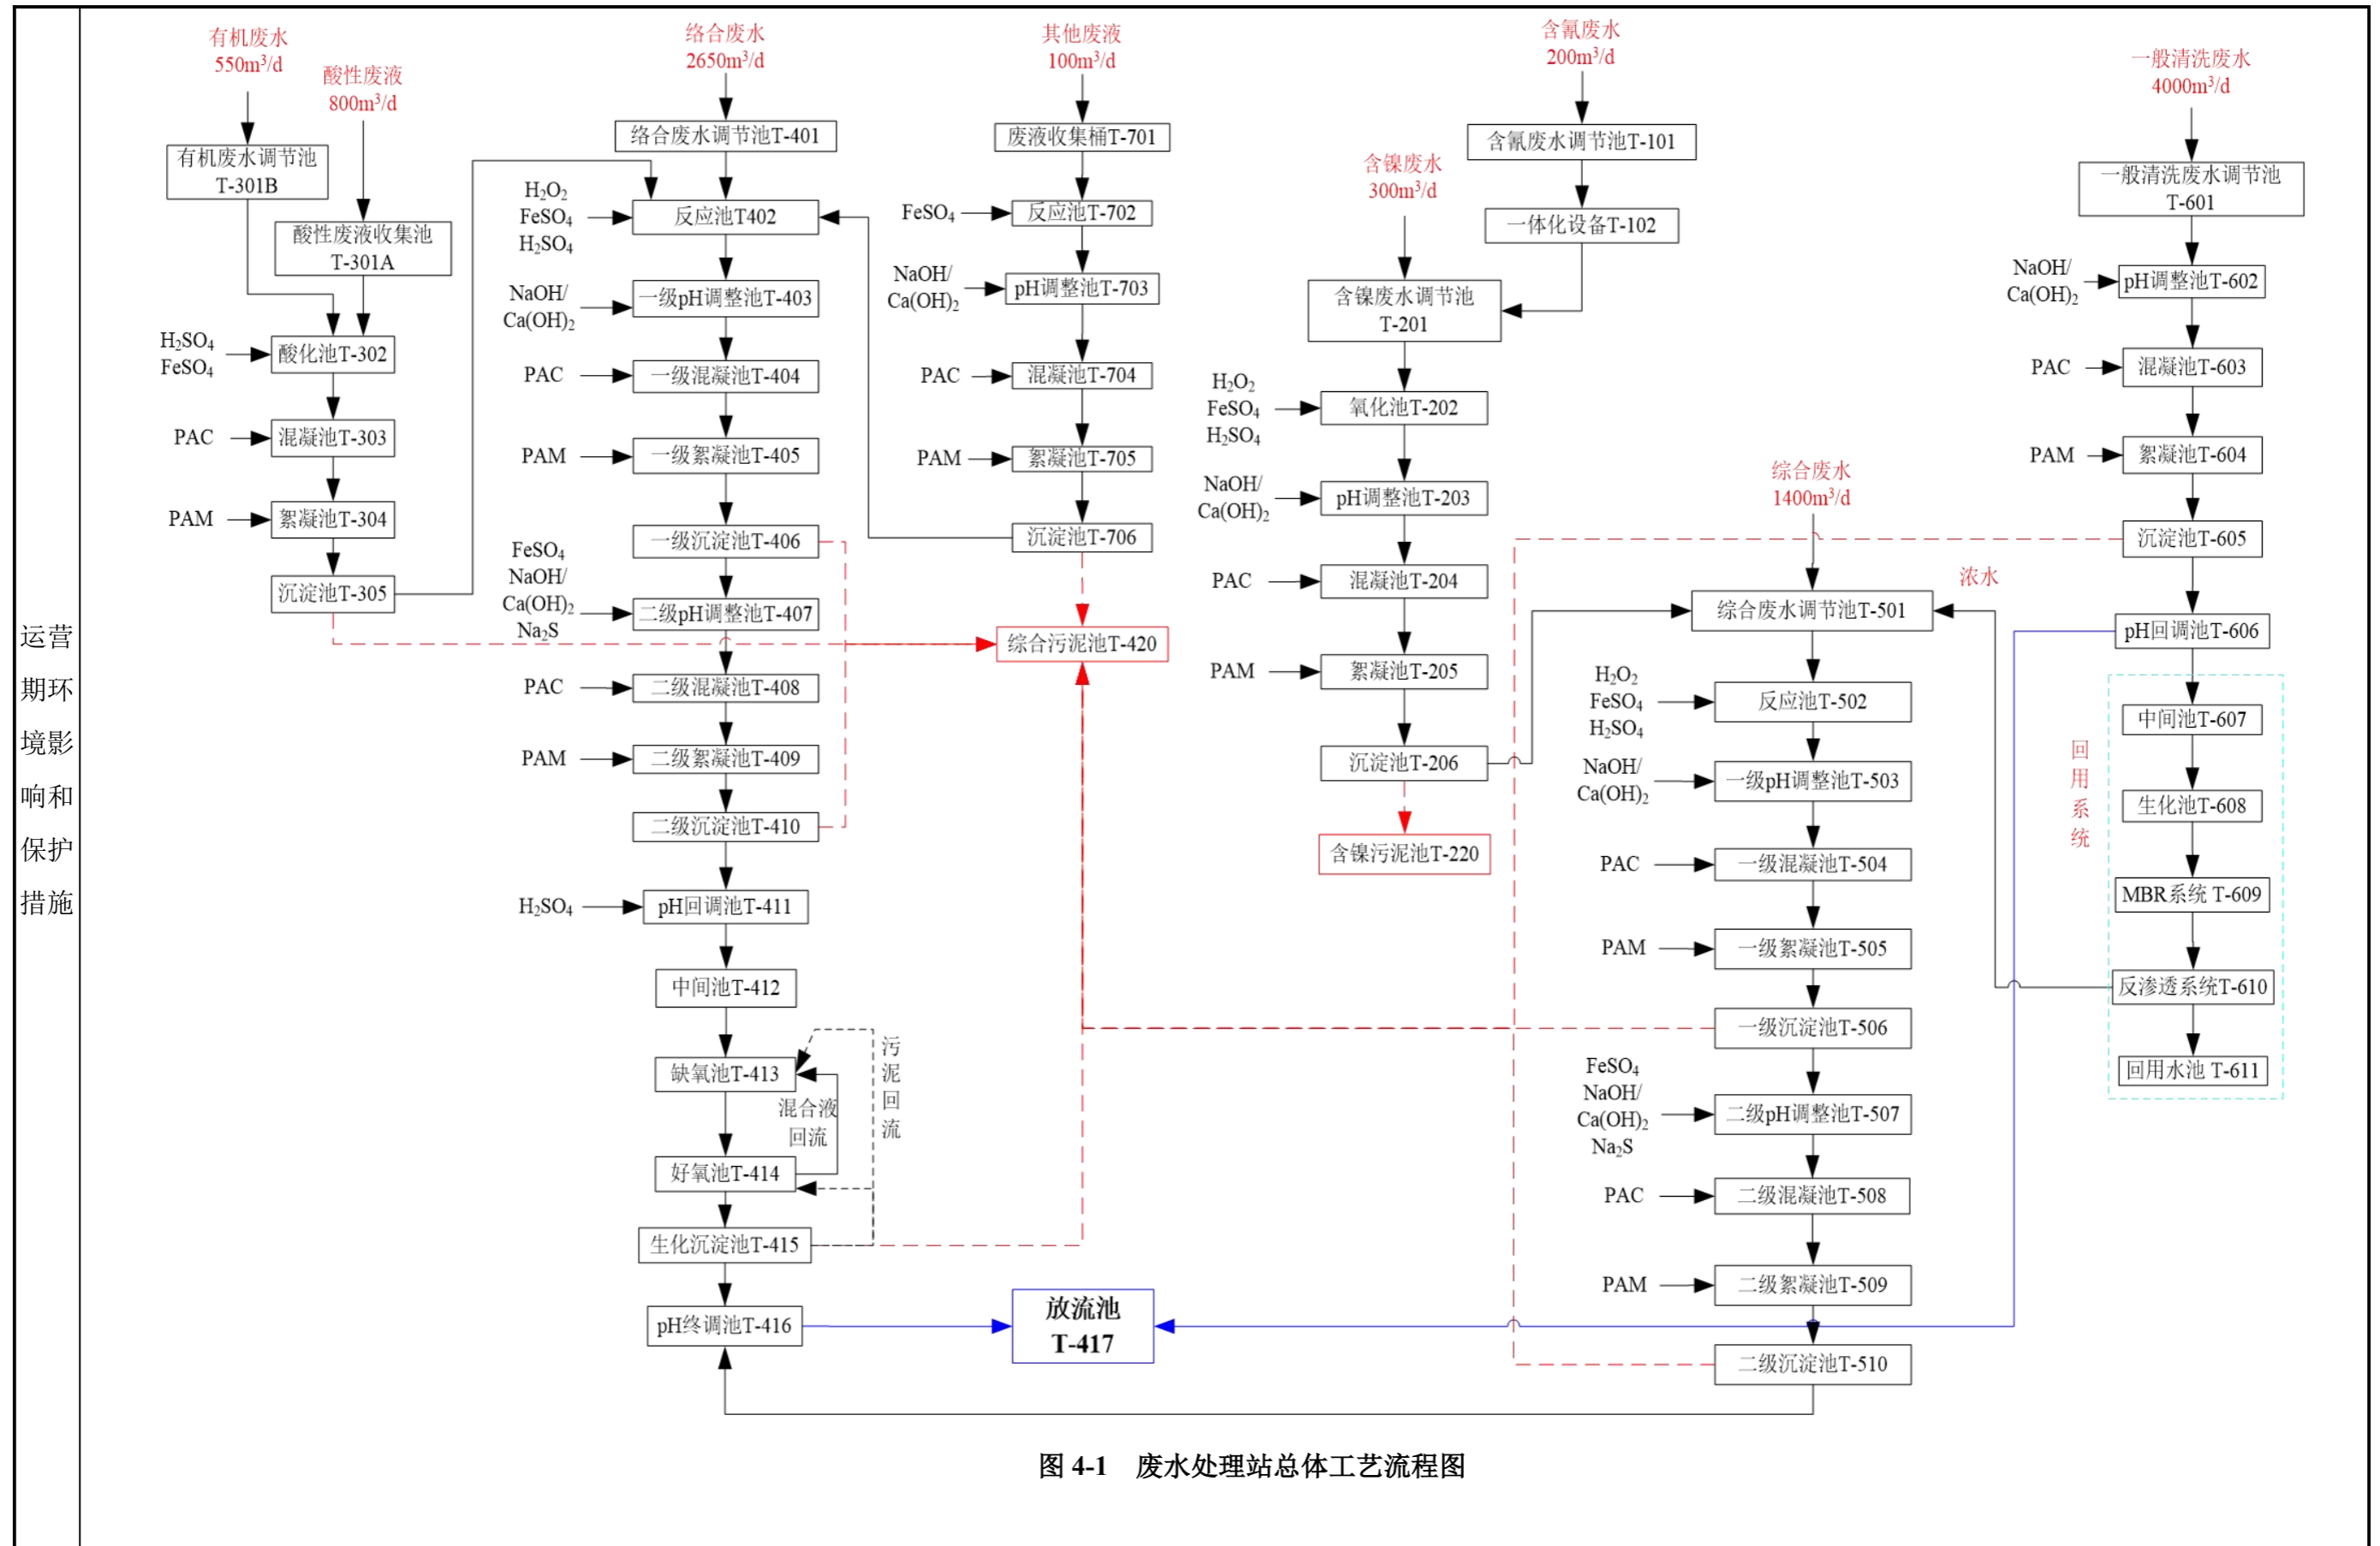 运营
期环
境影
响和
保护
措施
有机废水
550m³/d
酸性废液
800m³/d
有机废水调节池
T-301B
酸性废液收集池
T-301A
H₂SO₄
FeSO₄
酸化池T-302
PAC
混凝池T-303
PAM
絮凝池T-304
沉淀池T-305
络合废水
2650m³/d
络合废水调节池T-401
H₂O₂
FeSO₄
H₂SO₄
反应池T402
NaOH/
Ca(OH)₂
一级pH调整池T-403
PAC
一级混凝池T-404
PAM
一级絮凝池T-405
一级沉淀池T-406
FeSO₄
NaOH/
Ca(OH)₂
Na₂S
二级pH调整池T-407
PAC
二级混凝池T-408
PAM
二级絮凝池T-409
二级沉淀池T-410
H₂SO₄
pH回调池T-411
中间池T-412
缺氧池T-413
混合液
回流
污
泥
回
流
好氧池T-414
生化沉淀池T-415
pH终调池T-416
其他废液
100m³/d
废液收集桶T-701
FeSO₄
反应池T-702
NaOH/
Ca(OH)₂
pH调整池T-703
PAC
混凝池T-704
PAM
絮凝池T-705
沉淀池T-706
综合污泥池T-420
放流池
T-417
含氰废水
200m³/d
含氰废水调节池T-101
一体化设备T-102
含镍废水
300m³/d
含镍废水调节池
T-201
H₂O₂
FeSO₄
H₂SO₄
氧化池T-202
NaOH/
Ca(OH)₂
pH调整池T-203
PAC
混凝池T-204
PAM
絮凝池T-205
沉淀池T-206
含镍污泥池T-220
综合废水
1400m³/d
浓水
综合废水调节池T-501
H₂O₂
FeSO₄
H₂SO₄
反应池T-502
NaOH/
Ca(OH)₂
一级pH调整池T-503
PAC
一级混凝池T-504
PAM
一级絮凝池T-505
一级沉淀池T-506
FeSO₄
NaOH/
Ca(OH)₂
Na₂S
二级pH调整池T-507
PAC
二级混凝池T-508
PAM
二级絮凝池T-509
二级沉淀池T-510
一般清洗废水
4000m³/d
一般清洗废水调节池
T-601
NaOH/
Ca(OH)₂
pH调整池T-602
PAC
混凝池T-603
PAM
絮凝池T-604
沉淀池T-605
pH回调池T-606
回
用
系
统
中间池T-607
生化池T-608
MBR系统 T-609
反渗透系统T-610
回用水池 T-611
图 4-1 废水处理站总体工艺流程图